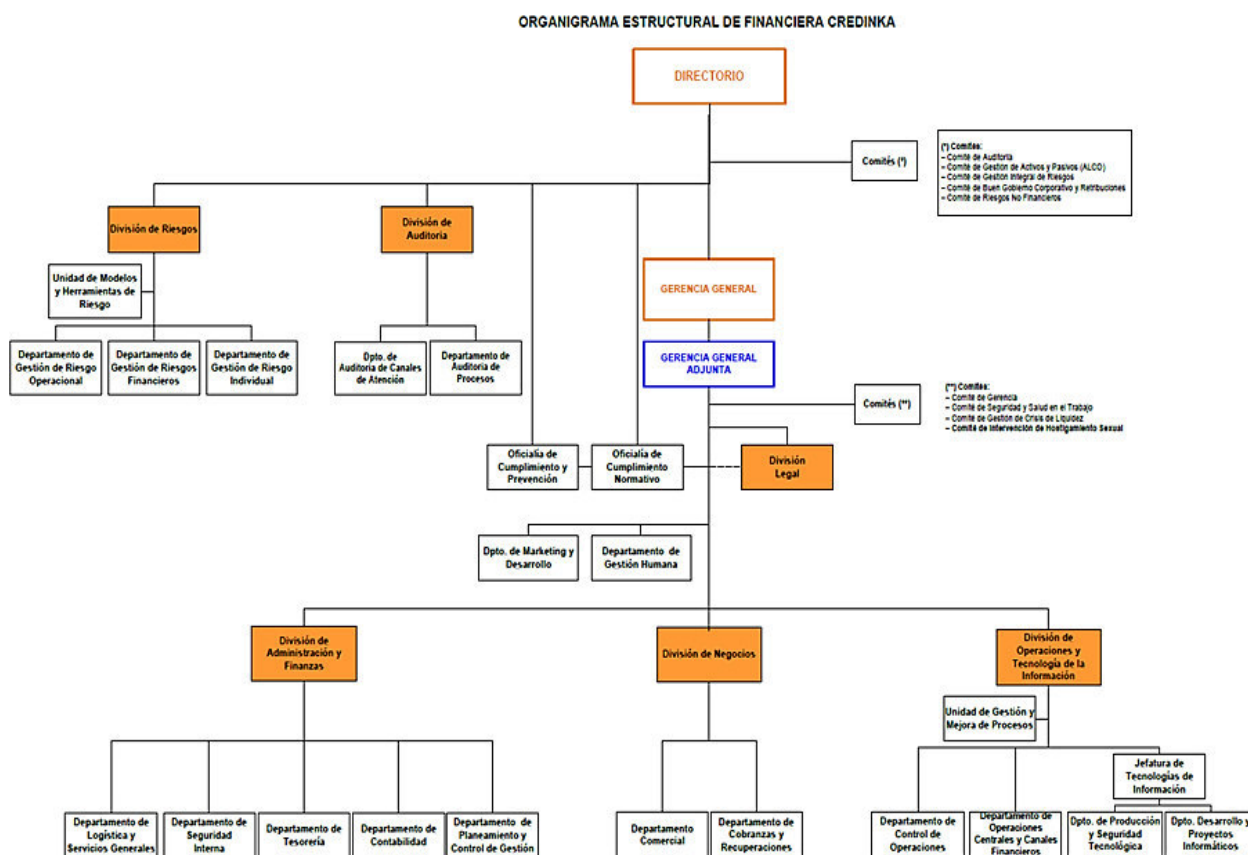 ORGANIGRAMA ESTRUCTURAL DE FINANCIERA CREDINKA
DIRECTORIO
Comités (*)
(*) Comités:
– Comité de Auditoría
– Comité de Gestión de Activos y Pasivos (ALCO)
– Comité de Gestión Integral de Riesgos
– Comité de Buen Gobierno Corporativo y Retribuciones
– Comité de Riesgos No Financieros
División de Riesgos
División de
Auditoría
Unidad de Modelos
y Herramientas de
Riesgo
GERENCIA GENERAL
Departamento de
Gestión de Riesgo
Operacional
Departamento de
Gestión de Riesgos
Financieros
Departamento de
Gestión de Riesgo
Individual
Dpto. de
Auditoría de Canales
de Atención
Departamento de
Auditoría de
Procesos
GERENCIA GENERAL
ADJUNTA
Comités (**)
(**) Comités:
– Comité de Gerencia
– Comité de Seguridad y Salud en el Trabajo
– Comité de Gestión de Crisis de Liquidez
– Comité de Intervención de Hostigamiento Sexual
Oficialía de
Cumplimiento y
Prevención
Oficialía de
Cumplimiento
Normativo
División
Legal
Dpto. de Marketing y
Desarrollo
Departamento de
Gestión Humana
División de
Administración y
Finanzas
División de Negocios
División de
Operaciones y
Tecnología de la
Información
Unidad de Gestión y
Mejora de Procesos
Jefatura de
Tecnologías de
Información
Departamento de
Logística y
Servicios Generales
Departamento de
Seguridad
Interna
Departamento de
Tesorería
Departamento de
Contabilidad
Departamento de
Planeamiento y
Control de Gestión
Departamento
Comercial
Departamento de
Cobranzas y
Recuperaciones
Departamento de
Control de
Operaciones
Departamento de
Operaciones
Centrales y Canales
Financieros
Dpto. de Producción
y Seguridad
Tecnológica
Dpto. Desarrollo y
Proyectos
Informáticos